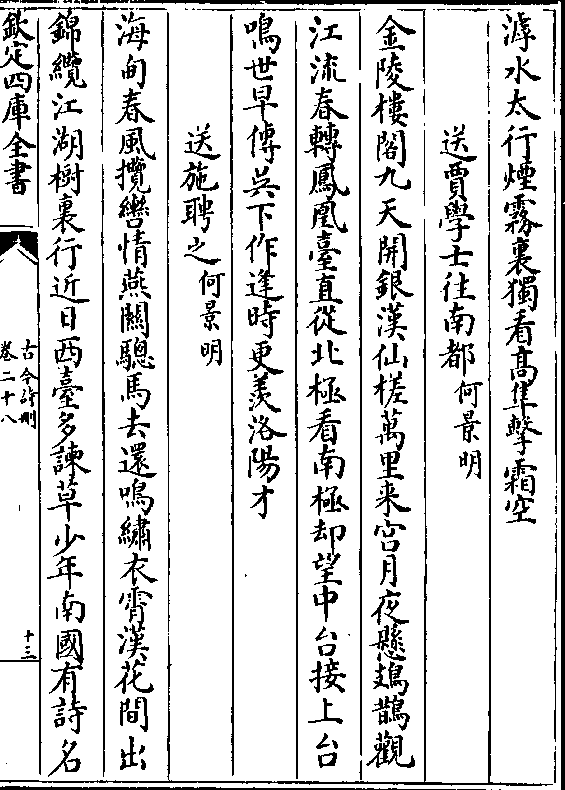 滹水太行煙霧裏獨看高隼擊霜空
送賈學士往南都 何景明
金陵樓閣九天開銀漢仙槎萬里来宫月夜懸鳷鵲觀
江流春轉鳳凰臺直從北極看南極却望中台接上台
鳴世早傳吳下作逢時更羨洛陽才
送施聘之 何景明
海甸春風攬轡情燕關驄馬去還鳴繡衣霄漢花間出
錦纜江湖樹裏行近日西臺多諫草少年南國有詩名
欽定四庫全書
古今詩刪
卷二十八
十三